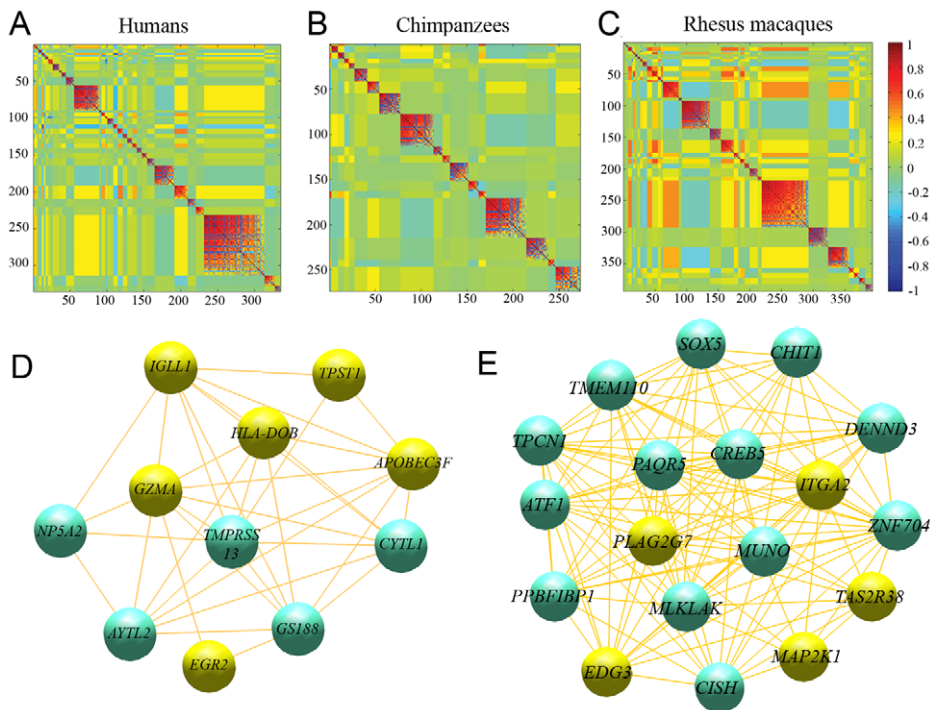 A Humans
B Chimpanzees
C Rhesus macaques
50
100
150
200
250
300
50 100 150 200 250 300
50
100
150
200
250
50 100 150 200 250
50
100
150
200
250
300
350
50 100 150 200 250 300 350
1
0.8
0.6
0.4
0.2
0
-0.2
-0.4
-0.6
-0.8
-1
D
IGLL1
TPST1
HLA-DOB
APOBEC3F
GZMA
NP5A2
TMPRSS
13
CYTL1
AYTL2
GS188
EGR2
E
SOX5
CHIT1
TMEM110
DENND3
TPCN1
CREB5
PAQR5
ITGA2
ATF1
ZNF704
PLAG2G7
MUNO
TAS2R38
PPBFIBP1
MLKLAK
MAP2K1
EDG3
CISH